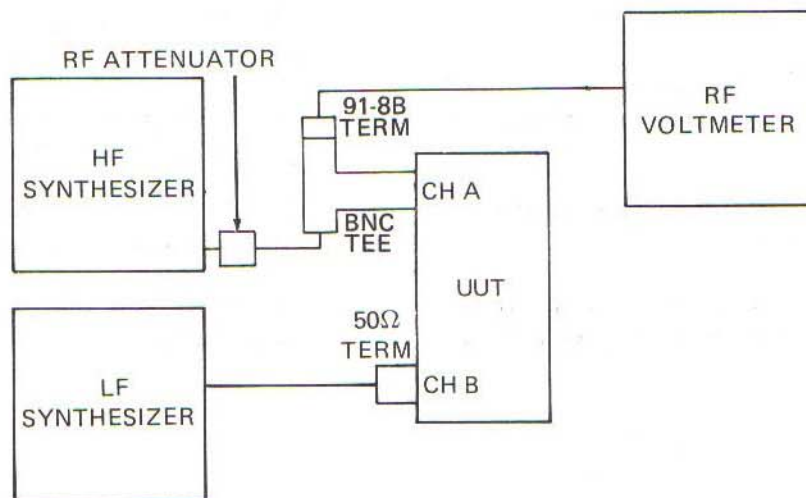 RF ATTENUATOR
HF
SYNTHESIZER
91-8B
TERM
RF
VOLTMETER
CH A
BNC
TEE
UUT
50Ω
TERM
CH B
LF
SYNTHESIZER